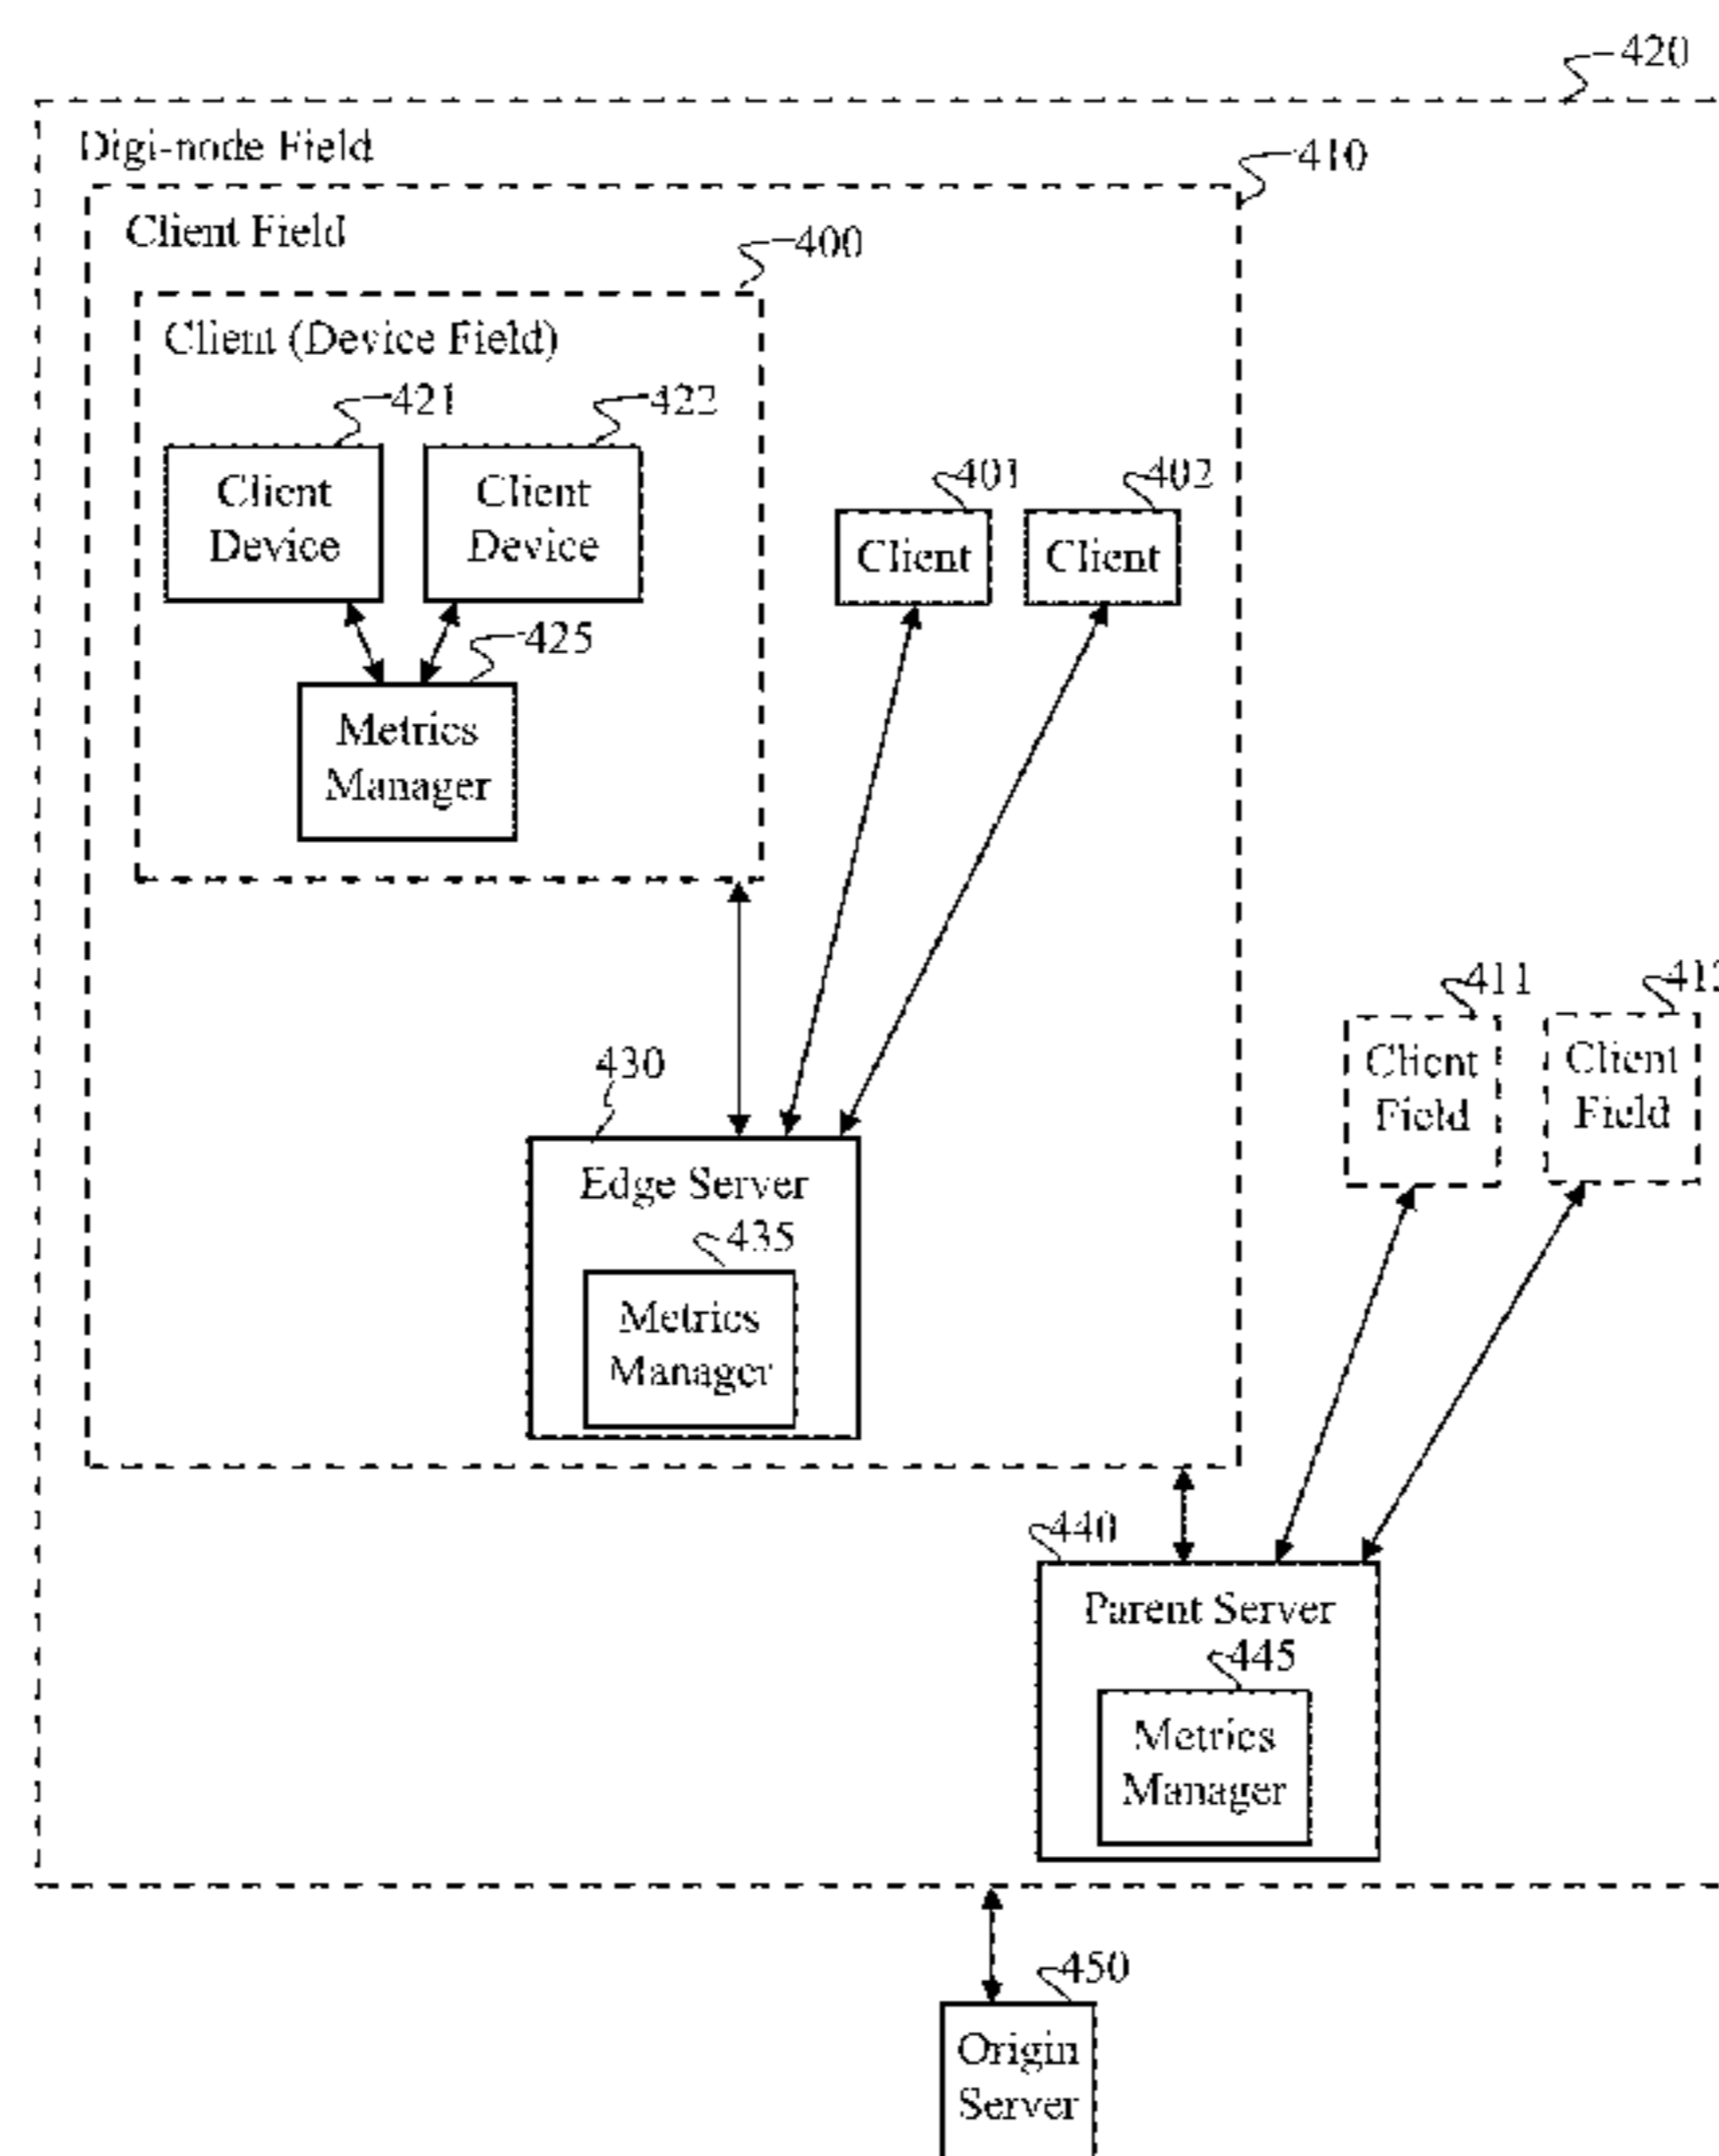 420
Digi-node Field
410
Client Field
400
Client (Device Field)
421
422
Client
Device
Client
Device
401
402
Client
Client
425
Metrics
Manager
411
Client
Field
Client
Field
430
Edge Server
435
Metrics
Manager
440
Parent Server
445
Metrics
Manager
450
Origin
Server